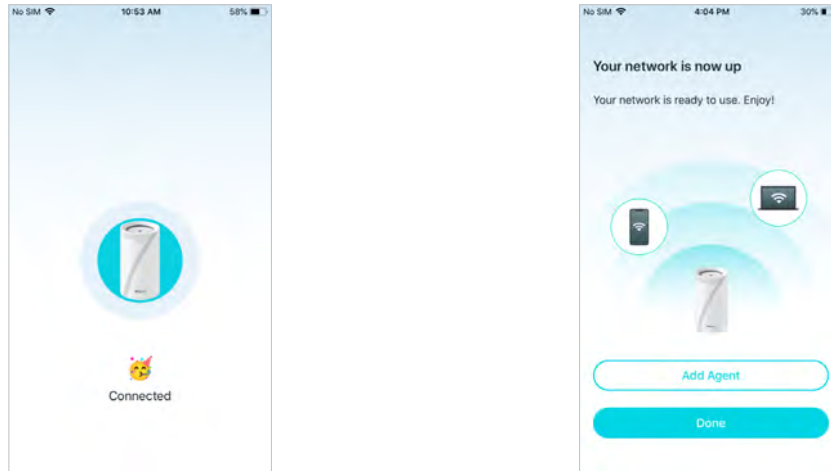 No SIM 10:53 AM 58%
Connected
No SIM 4:04 PM 30%
Your network is now up
Your network is ready to use. Enjoy!
Add Agent
Done